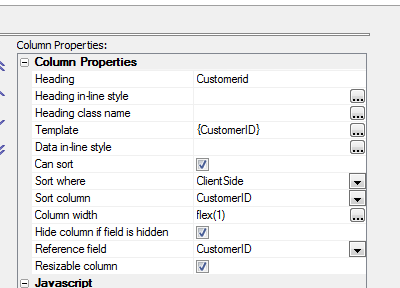 Column Properties:
Column Properties
Heading Customerid
Heading in-line style ...
Heading class name ...
Template {CustomerID} ...
Data in-line style ...
Can sort
Sort where ClientSide
Sort column CustomerID
Column width flex(1) ...
Hide column if field is hidden
Reference field CustomerID
Resizable column
Javascript